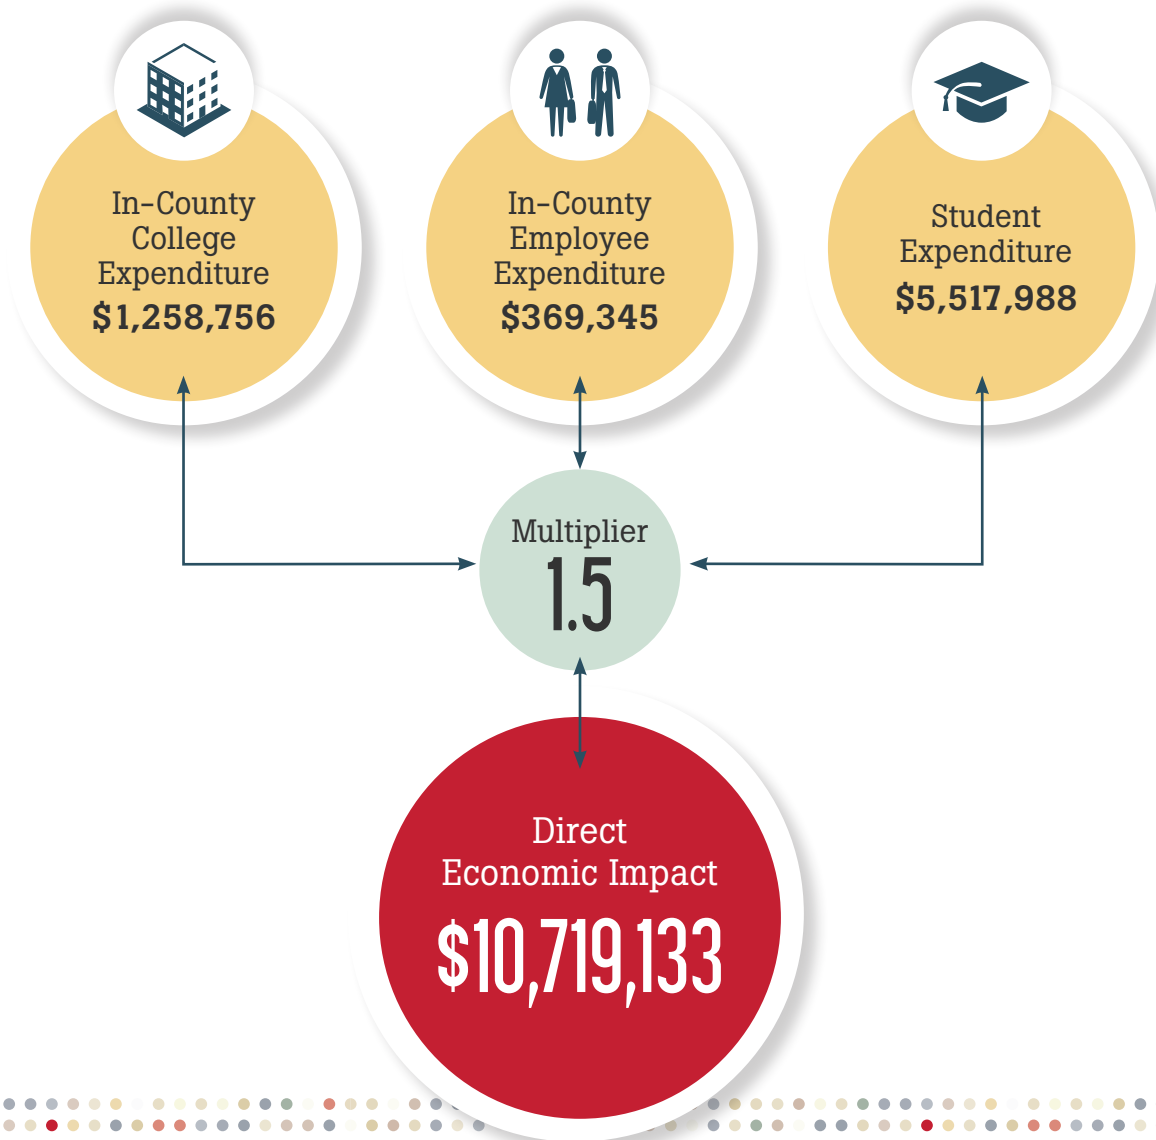 In-County
College
Expenditure
$1,258,756
In-County
Employee
Expenditure
$369,345
Student
Expenditure
$5,517,988
Multiplier
1.5
Direct
Economic Impact
$10,719,133